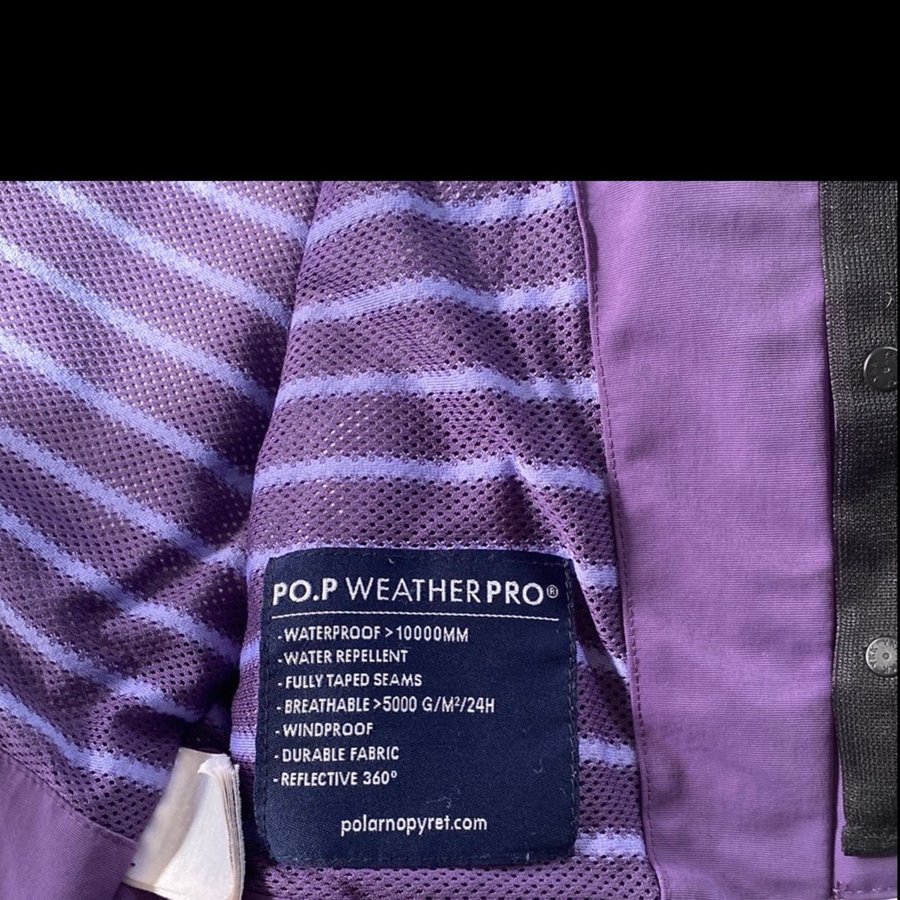 PO.P WEATHERPRO®
- WATERPROOF > 10000MM
- WATER REPELLENT
- FULLY TAPED SEAMS
- BREATHABLE >5000 G/M²/24H
- WINDPROOF
- DURABLE FABRIC
- REFLECTIVE 360º
polarnopyret.com